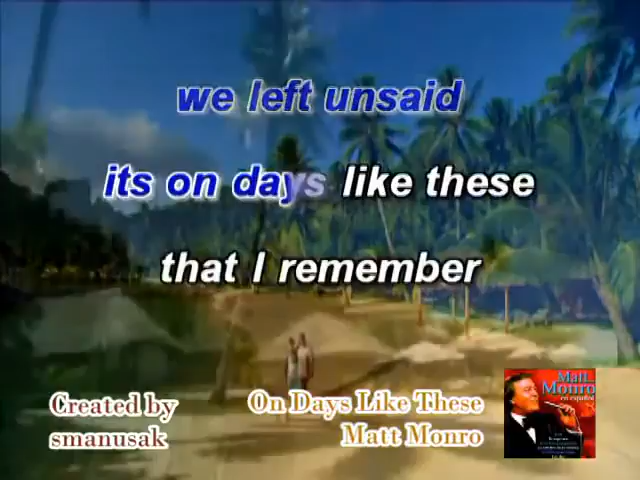 we left unsaid
its on days like these
that I remember
Created by
smanusak
On Days Like These
Matt Monro
Matt
Monro
en español